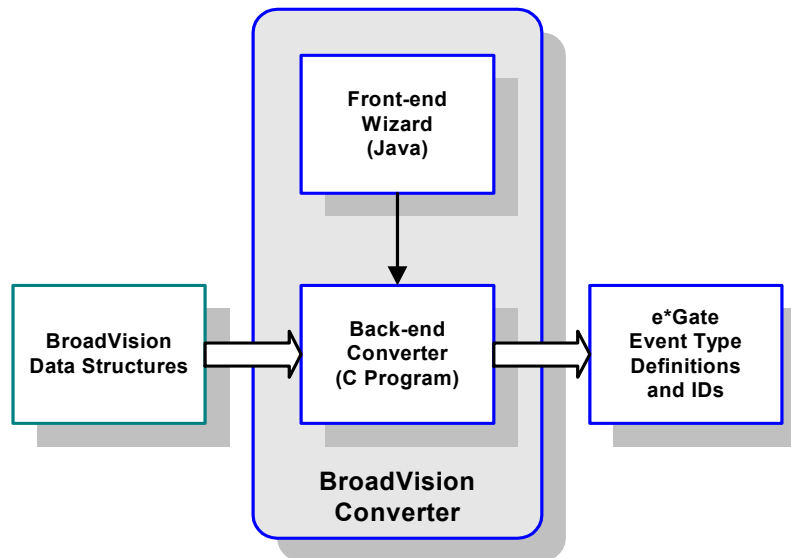 Front-end
Wizard
(Java)
BroadVision
Data Structures
Back-end
Converter
(C Program)
e*Gate
Event Type
Definitions
and IDs
BroadVision
Converter